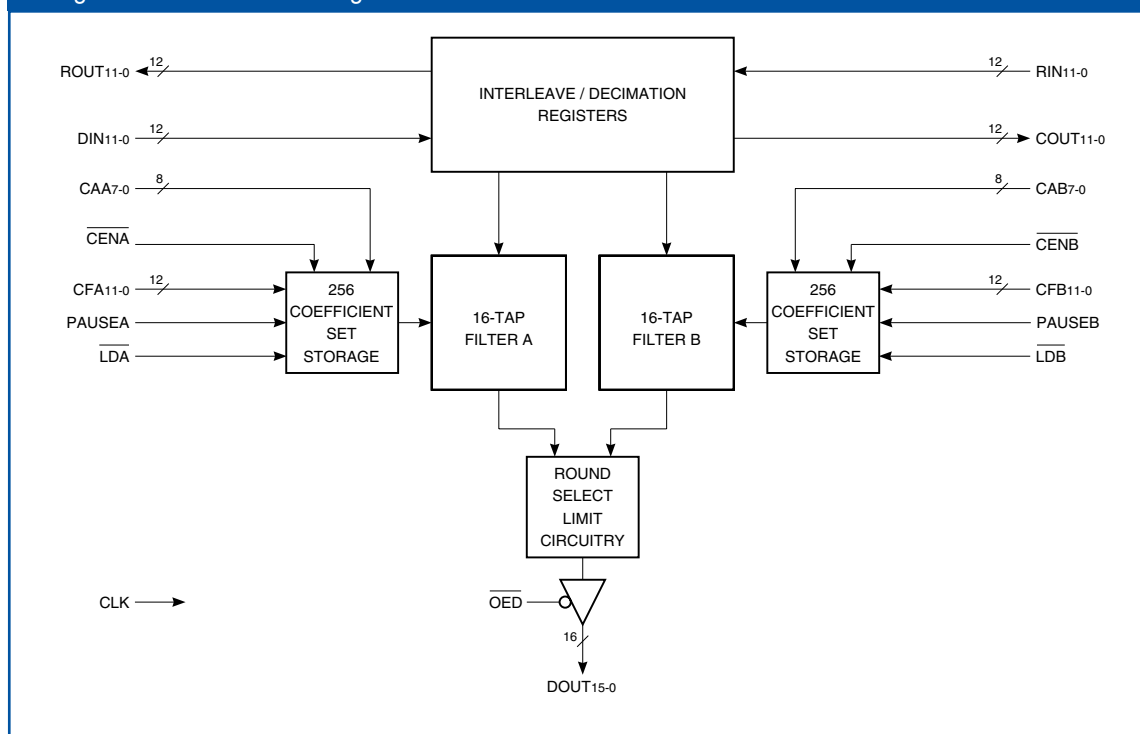 ROUT11-0
12
12
RIN11-0
INTERLEAVE / DECIMATION
REGISTERS
DIN11-0
12
12
COUT11-0
CAA7-0
8
8
CAB7-0
CENA
CENB
CFA11-0
12
12
CFB11-0
PAUSEA
PAUSEB
LDA
LDB
256
COEFFICIENT
SET
STORAGE
16-TAP
FILTER A
16-TAP
FILTER B
256
COEFFICIENT
SET
STORAGE
ROUND
SELECT
LIMIT
CIRCUITRY
CLK
OED
16
DOUT15-0